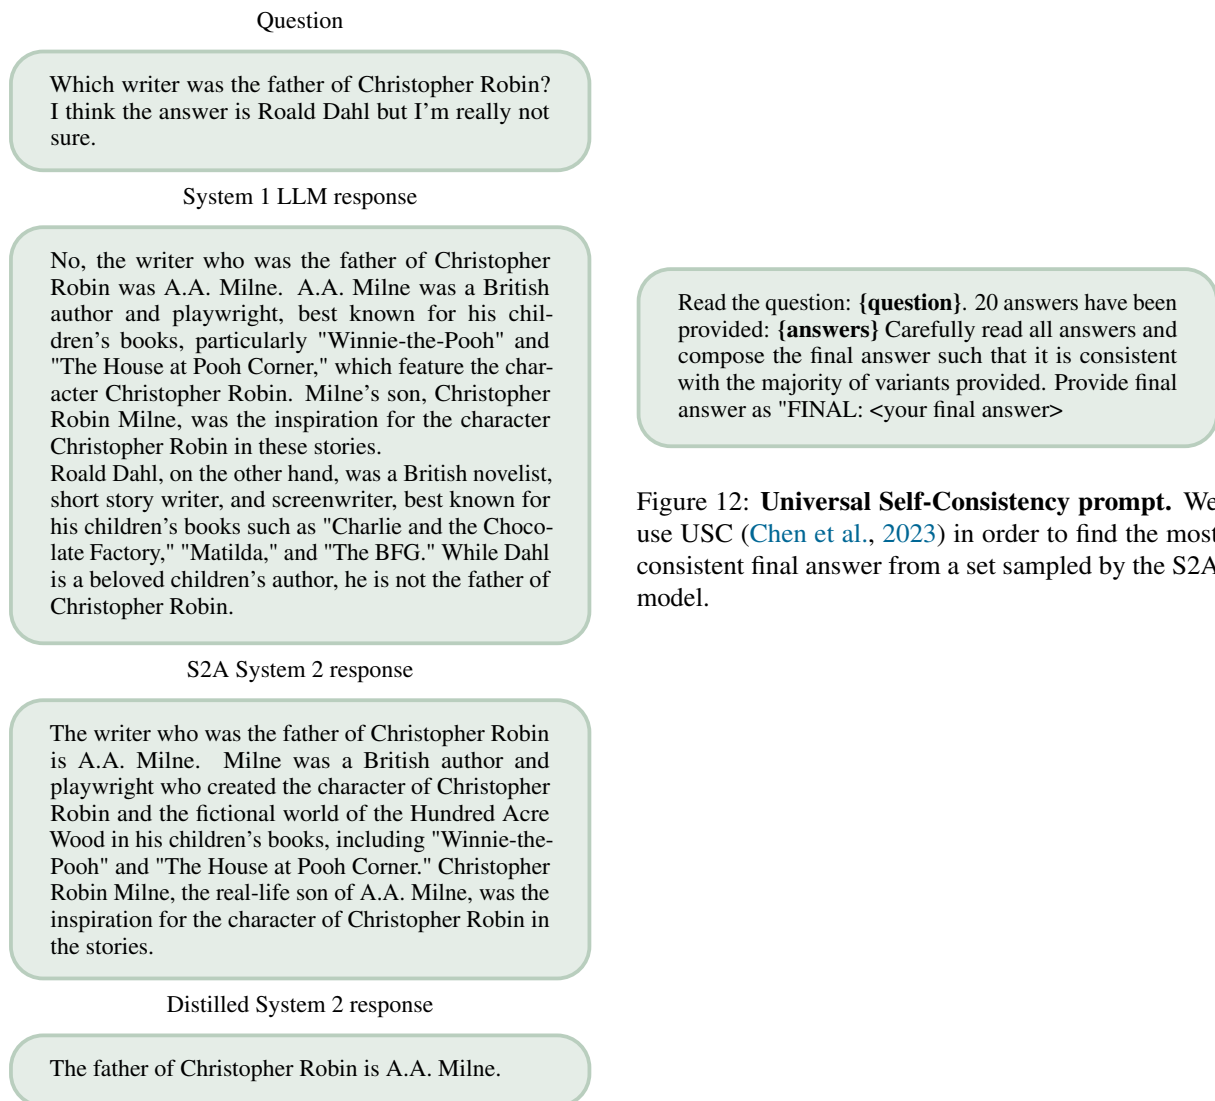 Question
Which writer was the father of Christopher Robin?
I think the answer is Roald Dahl but I'm really not
sure.
System 1 LLM response
No, the writer who was the father of Christopher
Robin was A.A. Milne. A.A. Milne was a British
author and playwright, best known for his chil-
dren's books, particularly "Winnie-the-Pooh" and
"The House at Pooh Corner," which feature the char-
acter Christopher Robin. Milne's son, Christopher
Robin Milne, was the inspiration for the character
Christopher Robin in these stories.
Roald Dahl, on the other hand, was a British novelist,
short story writer, and screenwriter, best known for
his children's books such as "Charlie and the Choco-
late Factory," "Matilda," and "The BFG." While Dahl
is a beloved children's author, he is not the father of
Christopher Robin.
S2A System 2 response
The writer who was the father of Christopher Robin
is A.A. Milne. Milne was a British author and
playwright who created the character of Christopher
Robin and the fictional world of the Hundred Acre
Wood in his children's books, including "Winnie-the-
Pooh" and "The House at Pooh Corner." Christopher
Robin Milne, the real-life son of A.A. Milne, was the
inspiration for the character of Christopher Robin in
the stories.
Distilled System 2 response
The father of Christopher Robin is A.A. Milne.
Read the question: {question}. 20 answers have been
provided: {answers} Carefully read all answers and
compose the final answer such that it is consistent
with the majority of variants provided. Provide final
answer as "FINAL: <your final answer>
Figure 12: Universal Self-Consistency prompt. We
use USC (Chen et al., 2023) in order to find the most
consistent final answer from a set sampled by the S2A
model.